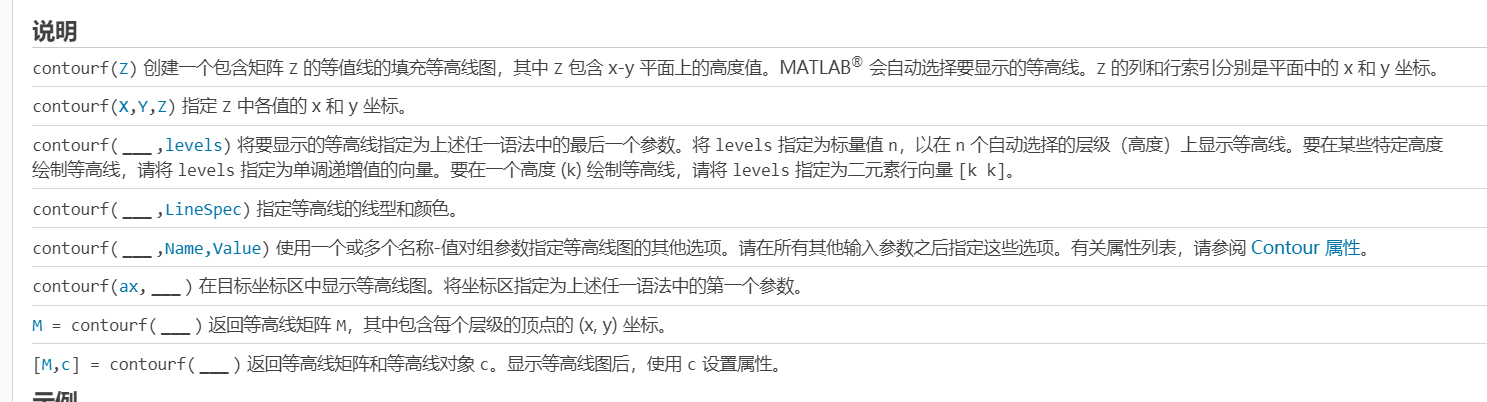 说明
contourf(Z) 创建一个包含矩阵 Z 的等值线的填充等高线图，其中 Z 包含 x-y 平面上的高度值。MATLAB® 会自动选择要显示的等高线。Z 的列和行索引分别是平面中的 x 和 y 坐标。
contourf(X,Y,Z) 指定 Z 中各值的 x 和 y 坐标。
contourf(___,levels) 将要显示的等高线指定为上述任一语法中的最后一个参数。将 levels 指定为标量值 n，以在 n 个自动选择的层级（高度）上显示等高线。要在某些特定高度
绘制等高线，请将 levels 指定为单调递增值的向量。要在一个高度 (k) 绘制等高线，请将 levels 指定为二元素行向量 [k k]。
contourf(___,LineSpec) 指定等高线的线型和颜色。
contourf(___,Name,Value) 使用一个或多个名称-值对组参数指定等高线图的其他选项。请在所有其他输入参数之后指定这些选项。有关属性列表，请参阅 Contour 属性。
contourf(ax,___) 在目标坐标区中显示等高线图。将坐标区指定为上述任一语法中的第一个参数。
M = contourf(___) 返回等高线矩阵 M，其中包含每个层级的顶点的 (x, y) 坐标。
[M,c] = contourf(___) 返回等高线矩阵和等高线对象 c。显示等高线图后，使用 c 设置属性。
示例